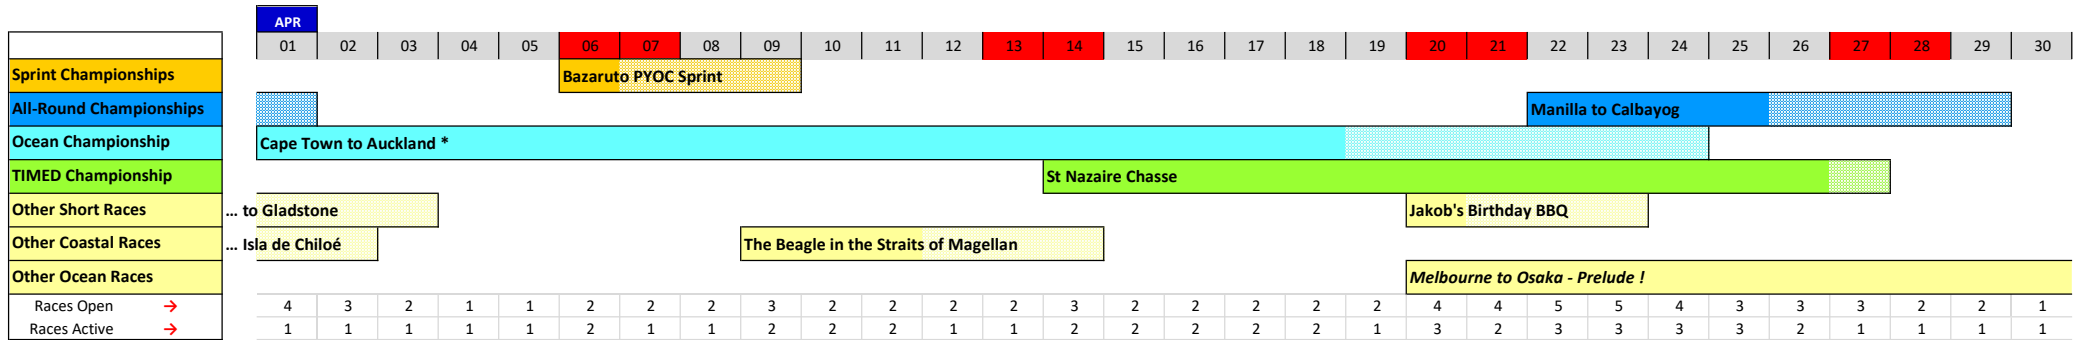 APR
01 02 03 04 05 06 07 08 09 10 11 12 13 14 15 16 17 18 19 20 21 22 23 24 25 26 27 28 29 30
Sprint Championships Bazaruto PYOC Sprint
All-Round Championships Manilla to Calbayog
Ocean Championship Cape Town to Auckland *
TIMED Championship St Nazaire Chasse
Other Short Races ... to Gladstone Jakob's Birthday BBQ
Other Coastal Races ... Isla de Chiloé The Beagle in the Straits of Magellan
Other Ocean Races Melbourne to Osaka - Prelude !
Races Open → 4 3 2 1 1 2 2 2 3 2 2 2 2 3 2 2 2 2 2 4 4 5 5 4 3 3 3 2 2 1
Races Active → 1 1 1 1 1 2 1 1 2 2 2 1 1 2 2 2 2 2 1 3 2 3 3 3 3 2 1 1 1 1